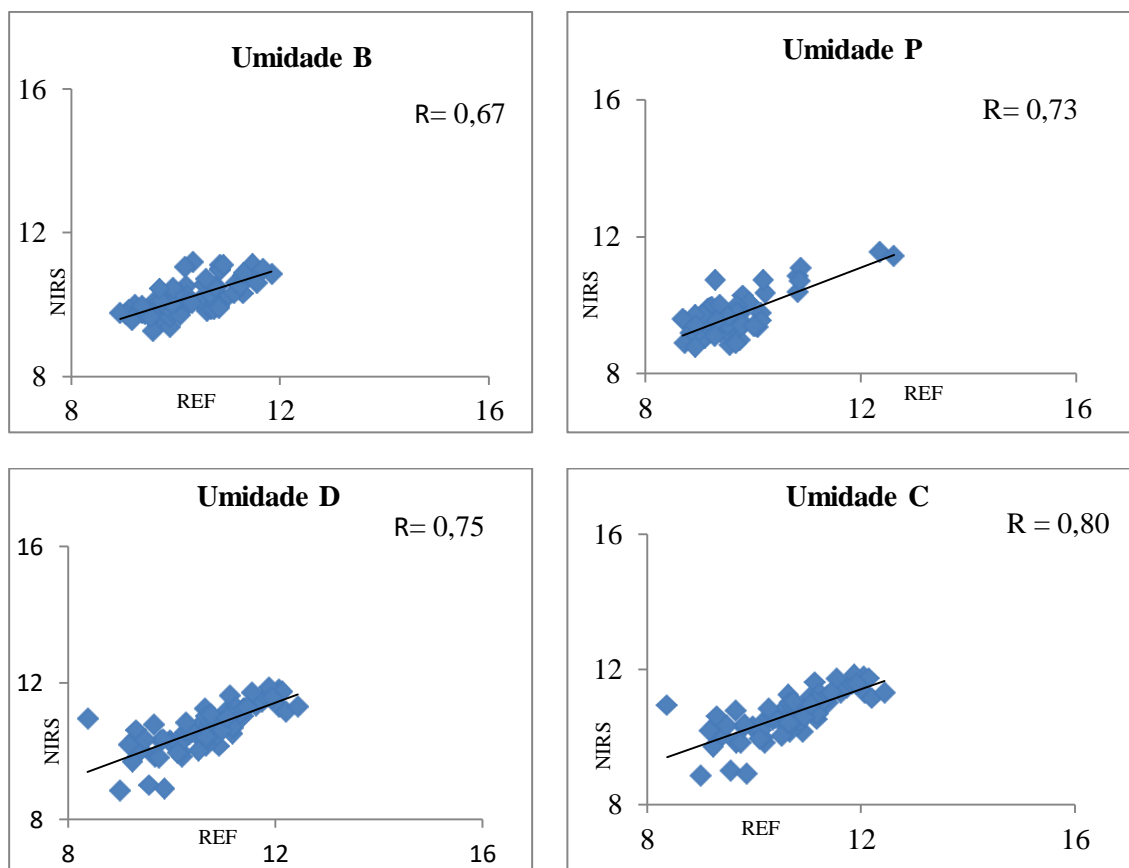 Umidade B
R= 0,67
16
12
8
NIRS
8
12
16
REF
Umidade P
R= 0,73
16
12
8
NIRS
8
12
16
REF
Umidade D
R= 0,75
16
12
8
NIRS
8
12
16
REF
Umidade C
R = 0,80
16
12
8
NIRS
8
12
16
REF